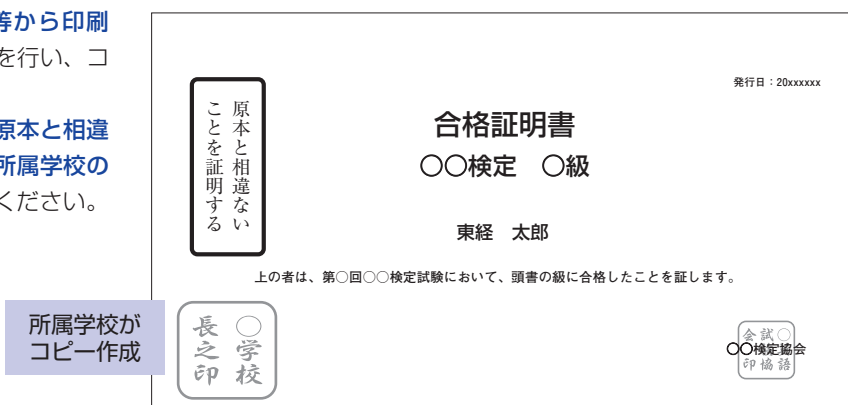 等から印刷
を行い、コ
原本と相違
所属学校の
ください。
発行日：20xxxxxx
原本と相違ない
ことを証明する
合格証明書
〇〇検定　〇級
東経　太郎
上の者は、第〇回〇〇検定試験において、頭書の級に合格したことを証します。
所属学校が
コピー作成
〇学校
長之印
〇〇検定協会